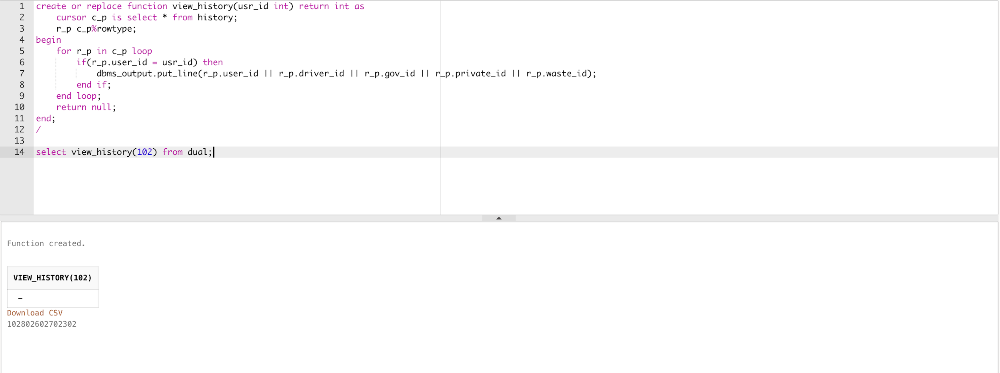 1 create or replace function view_history(usr_id int) return int as
2     cursor c_p is select * from history;
3     r_p c_p%rowtype;
4 begin
5     for r_p in c_p loop
6         if(r_p.user_id = usr_id) then
7             dbms_output.put_line(r_p.user_id || r_p.driver_id || r_p.gov_id || r_p.private_id || r_p.waste_id);
8         end if;
9     end loop;
10     return null;
11 end;
12 /
13
14 select view_history(102) from dual;
Function created.
VIEW_HISTORY(102)
–
Download CSV
102802602702302